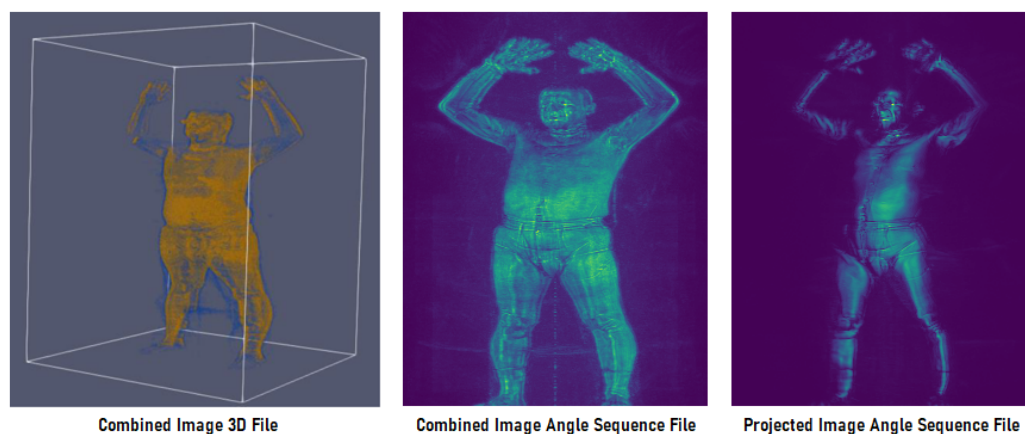 Combined Image 3D File
Combined Image Angle Sequence File
Projected Image Angle Sequence File